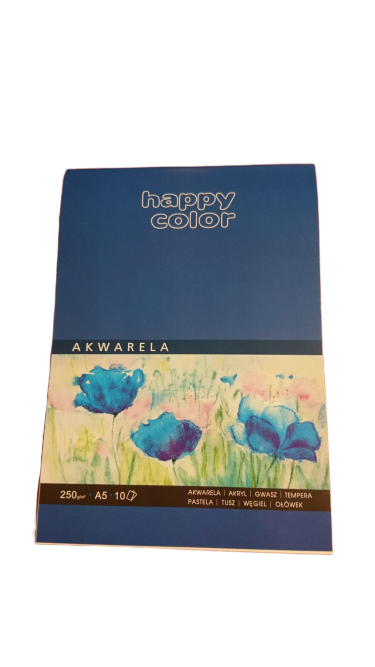 happy
color
AKWARELA
250g/m² · A5 · 10
AKWARELA | AKRYL | GWASZ | TEMPERA
PASTELA | TUSZ | WĘGIEL | OŁÓWEK